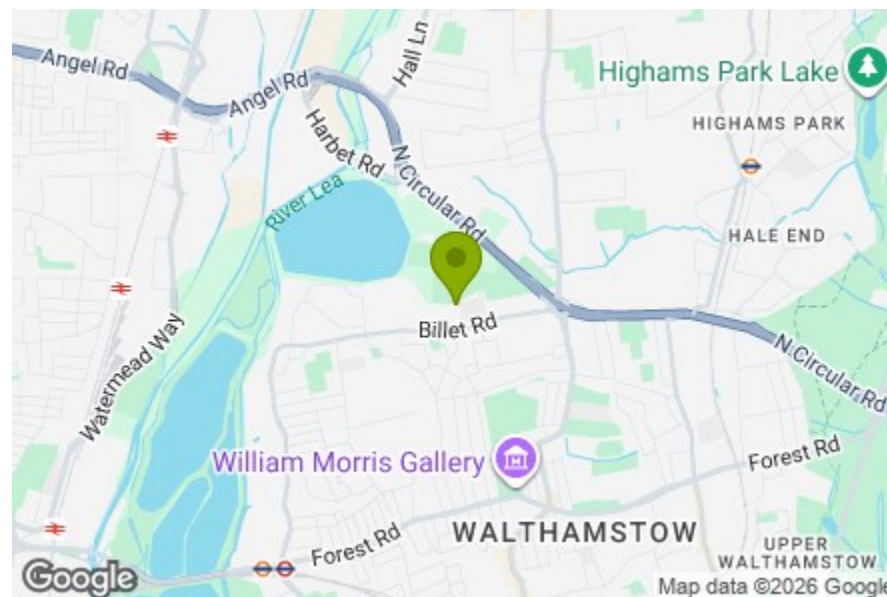 Angel Rd
Angel Rd
Hall Ln
Highams Park Lake
HIGHAMS PARK
Harbet Rd
River Lea
N Circular Rd
HALE END
Billet Rd
Watermead Way
N Circular Rd
William Morris Gallery
Forest Rd
WALTHAMSTOW
Forest Rd
UPPER
WALTHAMSTOW
Google
Map data ©2026 Google